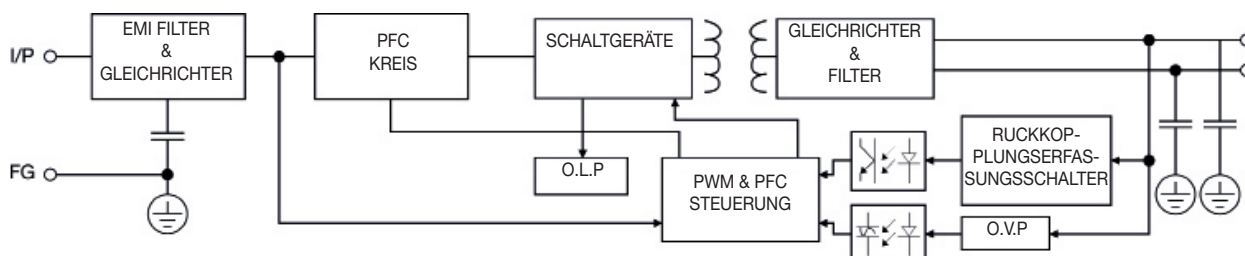 I/P
EMI FILTER
&
GLEICHRICHTER
PFC
KREIS
SCHALTGERÄTE
GLEICHRICHTER
&
FILTER
FG
O.L.P
PWM & PFC
STEUERUNG
RUCKKOP-
PLUNGSERFAS-
SUNGSSCHALTER
O.V.P